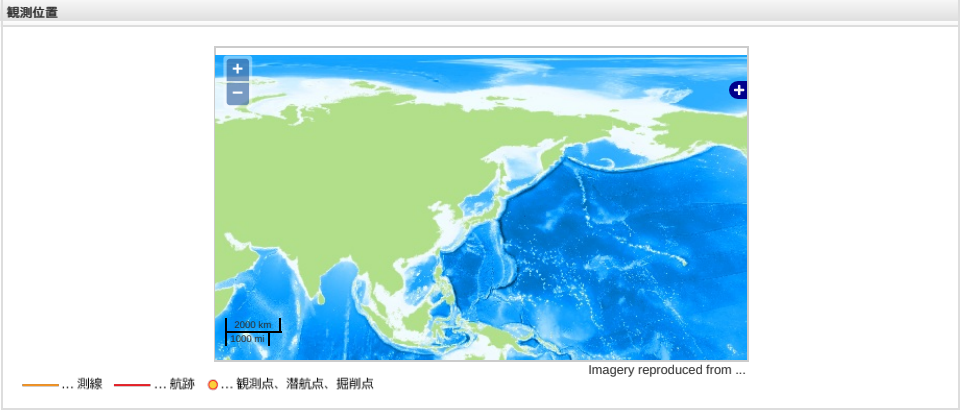 観測位置
+
−
+
2000 km
1000 mi
Imagery reproduced from ...
... 測線 ... 航跡 ... 観測点、潜航点、掘削点